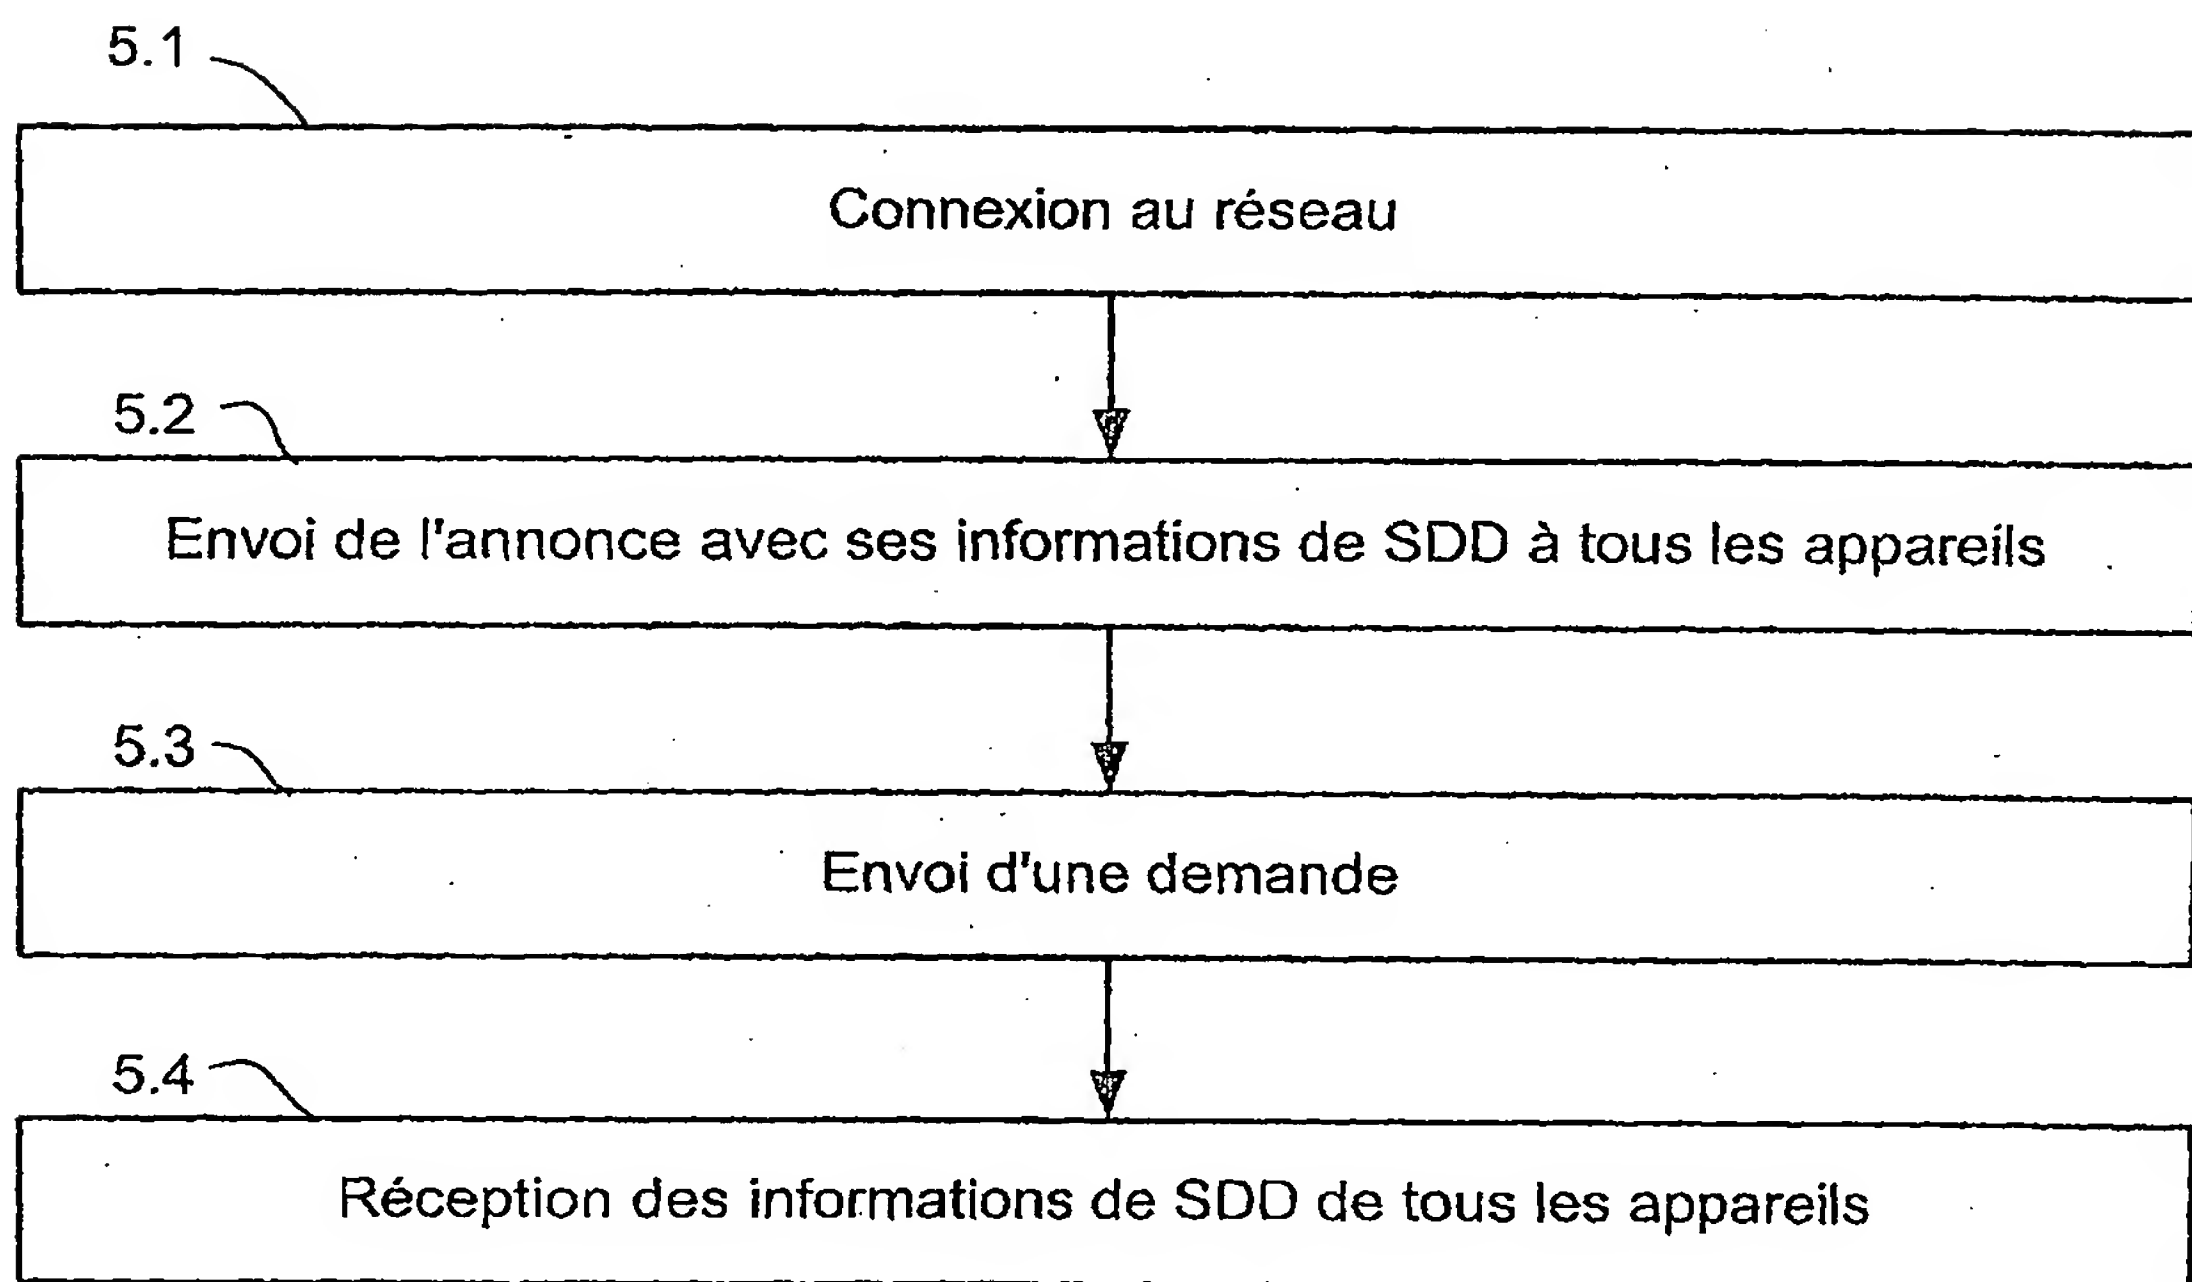 5.1
Connexion au réseau
5.2
Envoi de l'annonce avec ses informations de SDD à tous les appareils
5.3
Envoi d'une demande
5.4
Réception des informations de SDD de tous les appareils